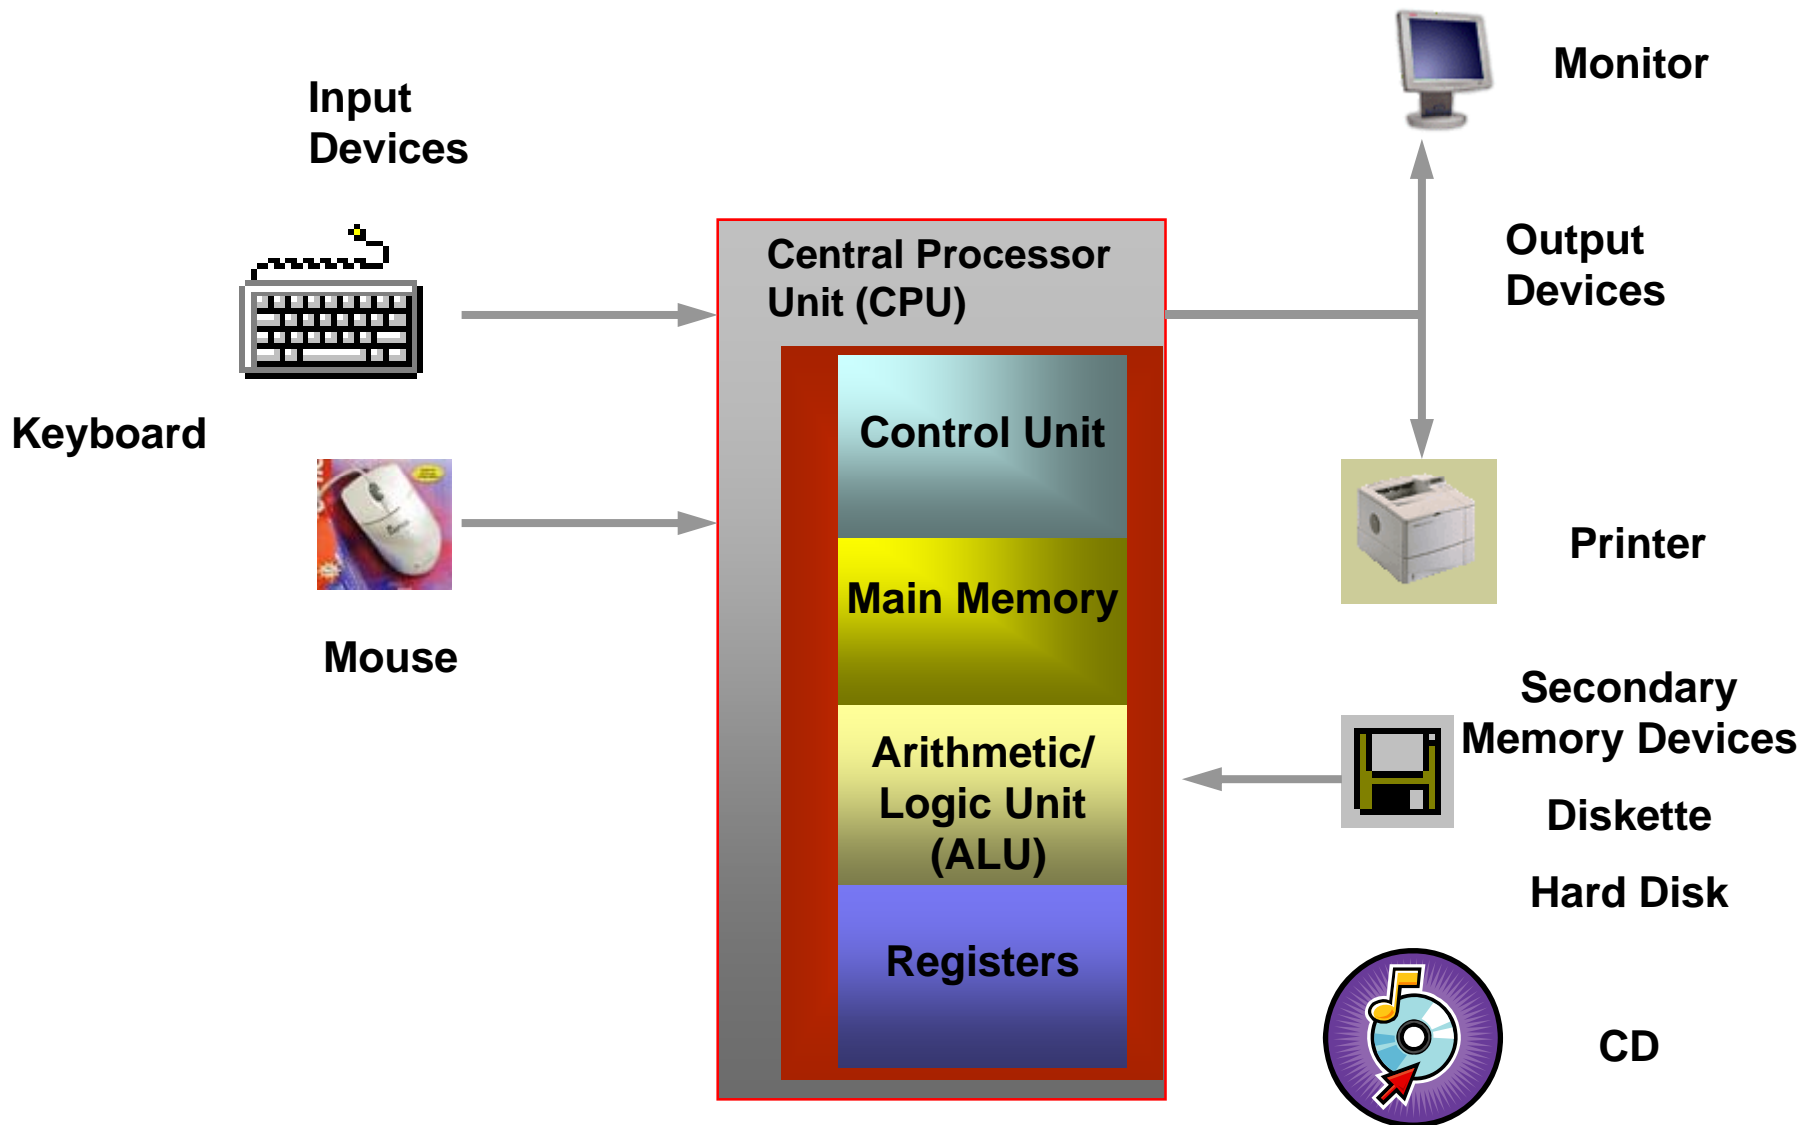 Input
Devices
Keyboard
Mouse
Central Processor
Unit (CPU)
Control Unit
Main Memory
Arithmetic/
Logic Unit
(ALU)
Registers
Monitor
Output
Devices
Printer
Secondary
Memory Devices
Diskette
Hard Disk
CD